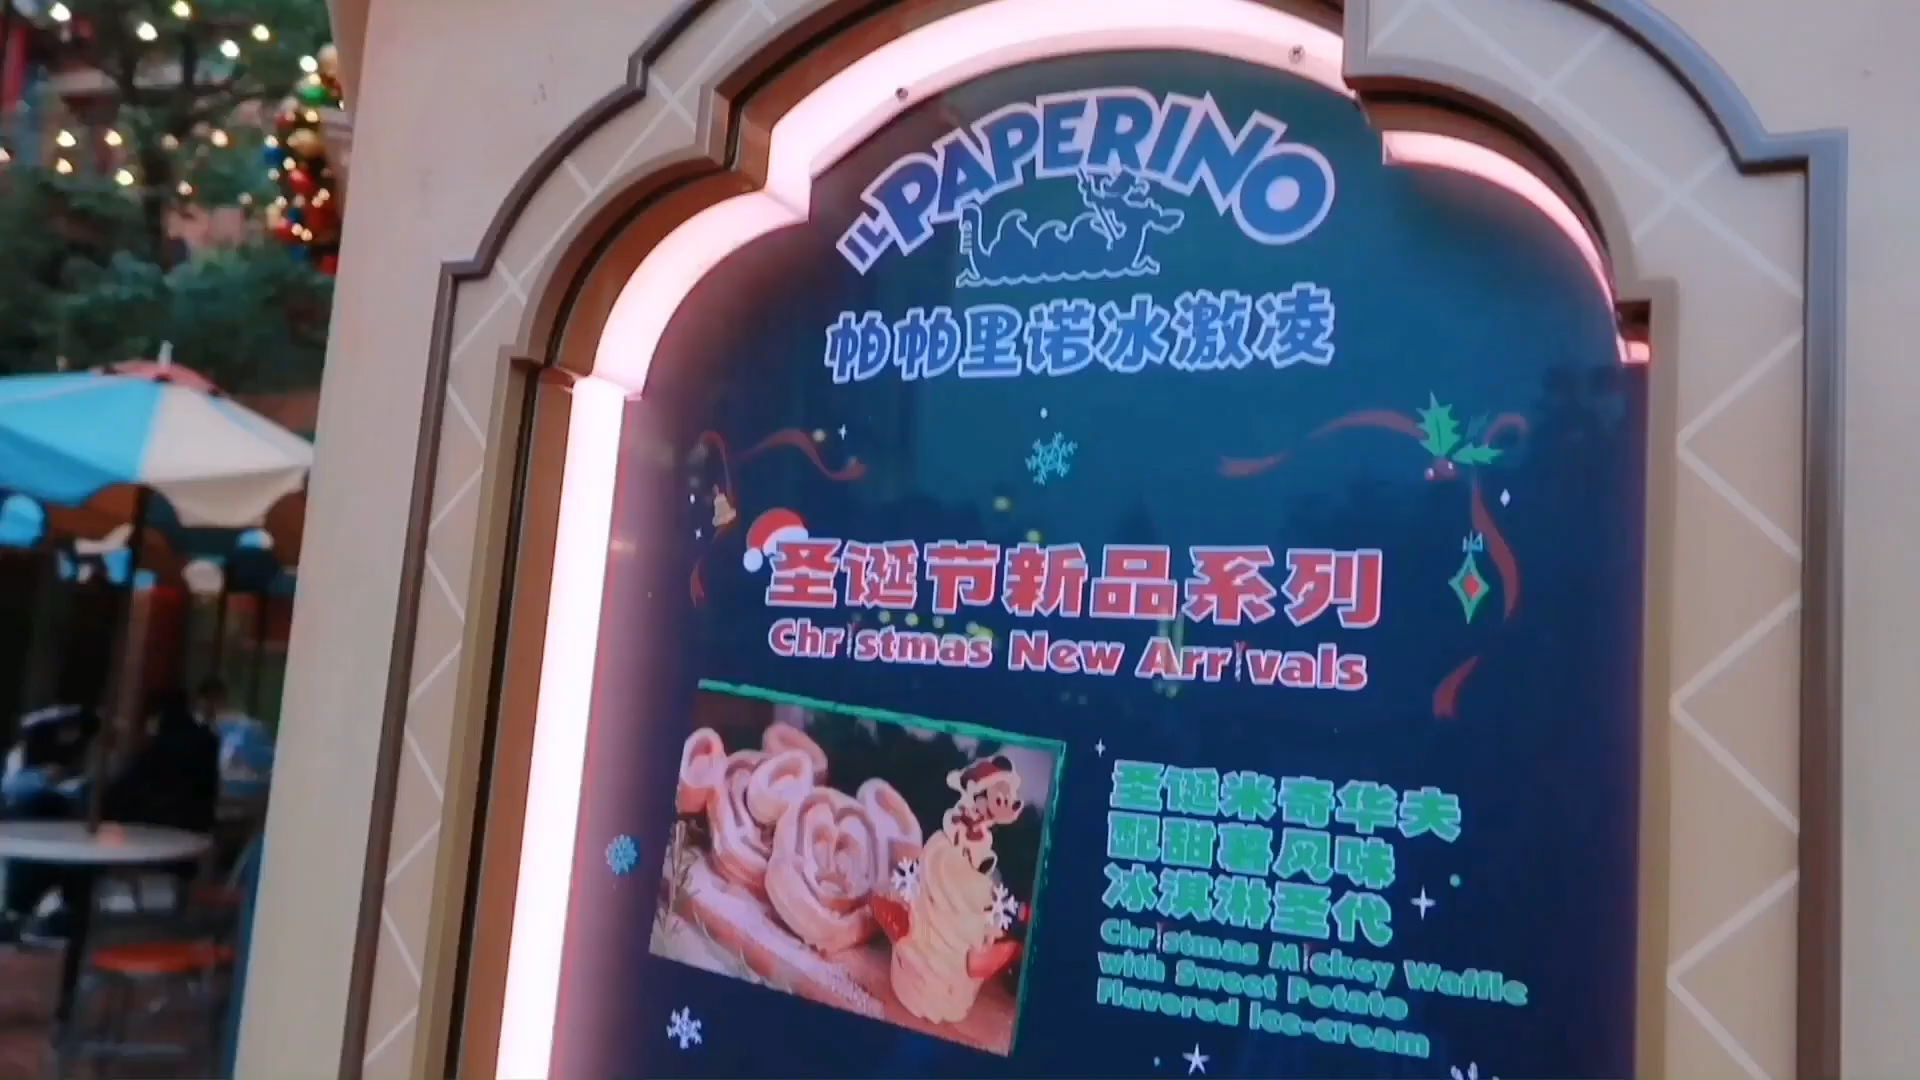 IL PAPERINO
帕帕里诺冰激凌
圣诞节新品系列
Christmas New Arrivals
圣诞米奇华夫
配甜薯风味
冰淇淋圣代
Christmas Mickey Waffle
with Sweet Potato
Flavored Ice-cream